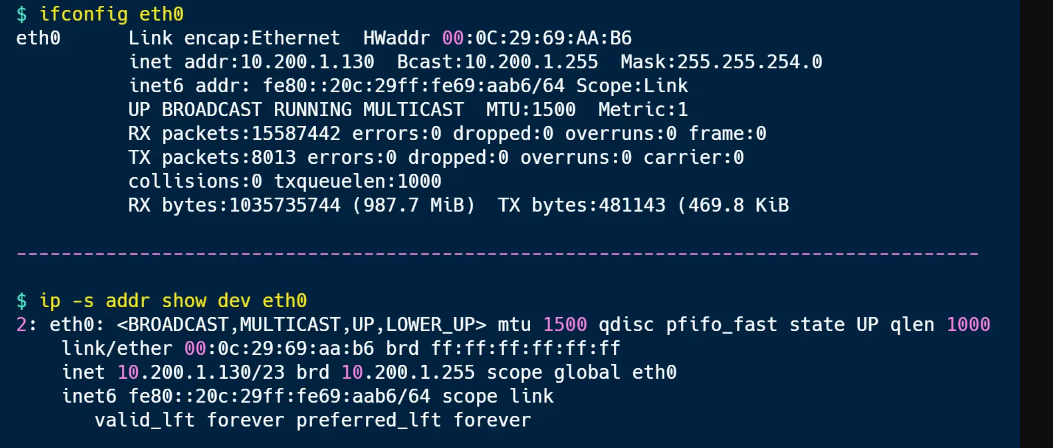 $ ifconfig eth0
eth0      Link encap:Ethernet  HWaddr 00:0C:29:69:AA:B6
          inet addr:10.200.1.130  Bcast:10.200.1.255  Mask:255.255.254.0
          inet6 addr: fe80::20c:29ff:fe69:aab6/64 Scope:Link
          UP BROADCAST RUNNING MULTICAST  MTU:1500  Metric:1
          RX packets:15587442 errors:0 dropped:0 overruns:0 frame:0
          TX packets:8013 errors:0 dropped:0 overruns:0 carrier:0
          collisions:0 txqueuelen:1000
          RX bytes:1035735744 (987.7 MiB)  TX bytes:481143 (469.8 KiB
--------------------------------------------------------------------------------------
$ ip -s addr show dev eth0
2: eth0: <BROADCAST,MULTICAST,UP,LOWER_UP> mtu 1500 qdisc pfifo_fast state UP qlen 1000
    link/ether 00:0c:29:69:aa:b6 brd ff:ff:ff:ff:ff:ff
    inet 10.200.1.130/23 brd 10.200.1.255 scope global eth0
    inet6 fe80::20c:29ff:fe69:aab6/64 scope link
       valid_lft forever preferred_lft forever